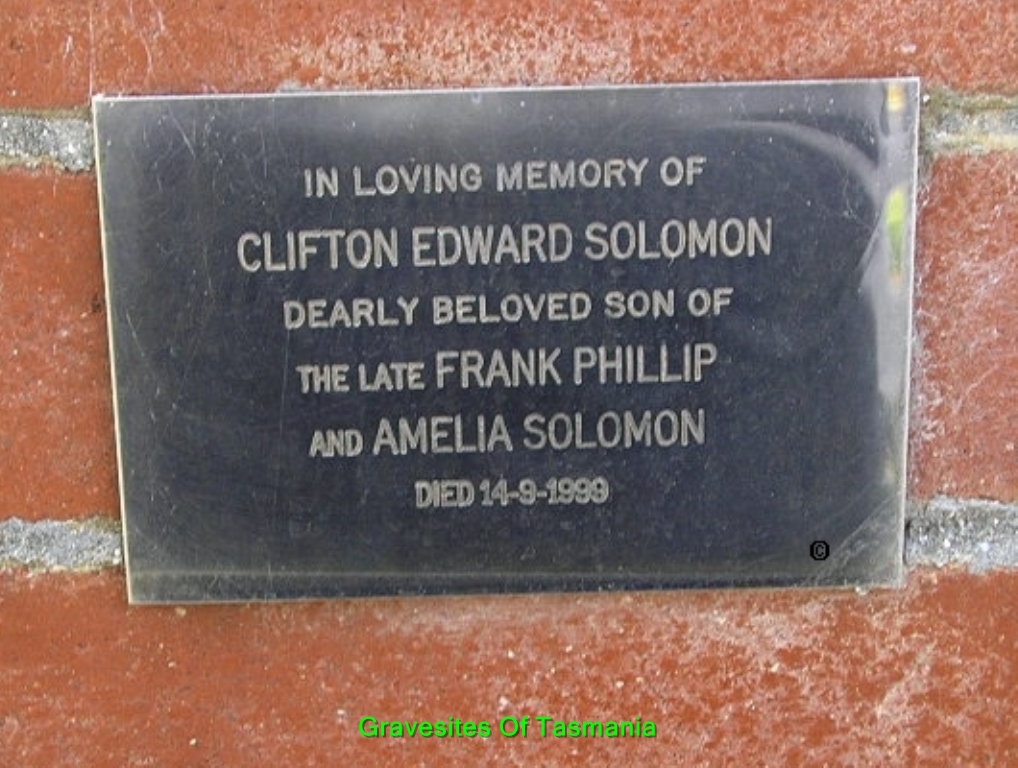 IN LOVING MEMORY OF
CLIFTON EDWARD SOLOMON
DEARLY BELOVED SON OF
THE LATE FRANK PHILLIP
AND AMELIA SOLOMON
DIED 14-9-1999
©
Gravesites Of Tasmania